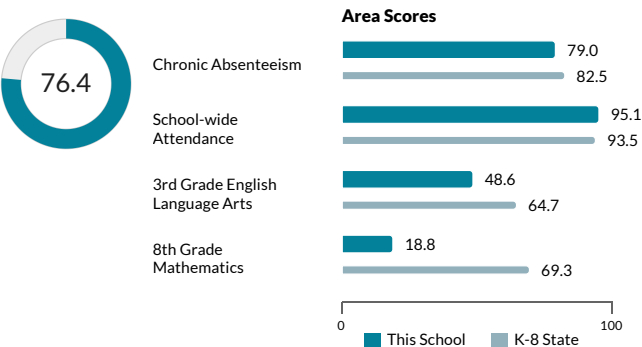 Area Scores
76.4
Chronic Absenteeism
79.0
82.5
School-wide
Attendance
95.1
93.5
3rd Grade English
Language Arts
48.6
64.7
8th Grade
Mathematics
18.8
69.3
0
100
This School
K-8 State